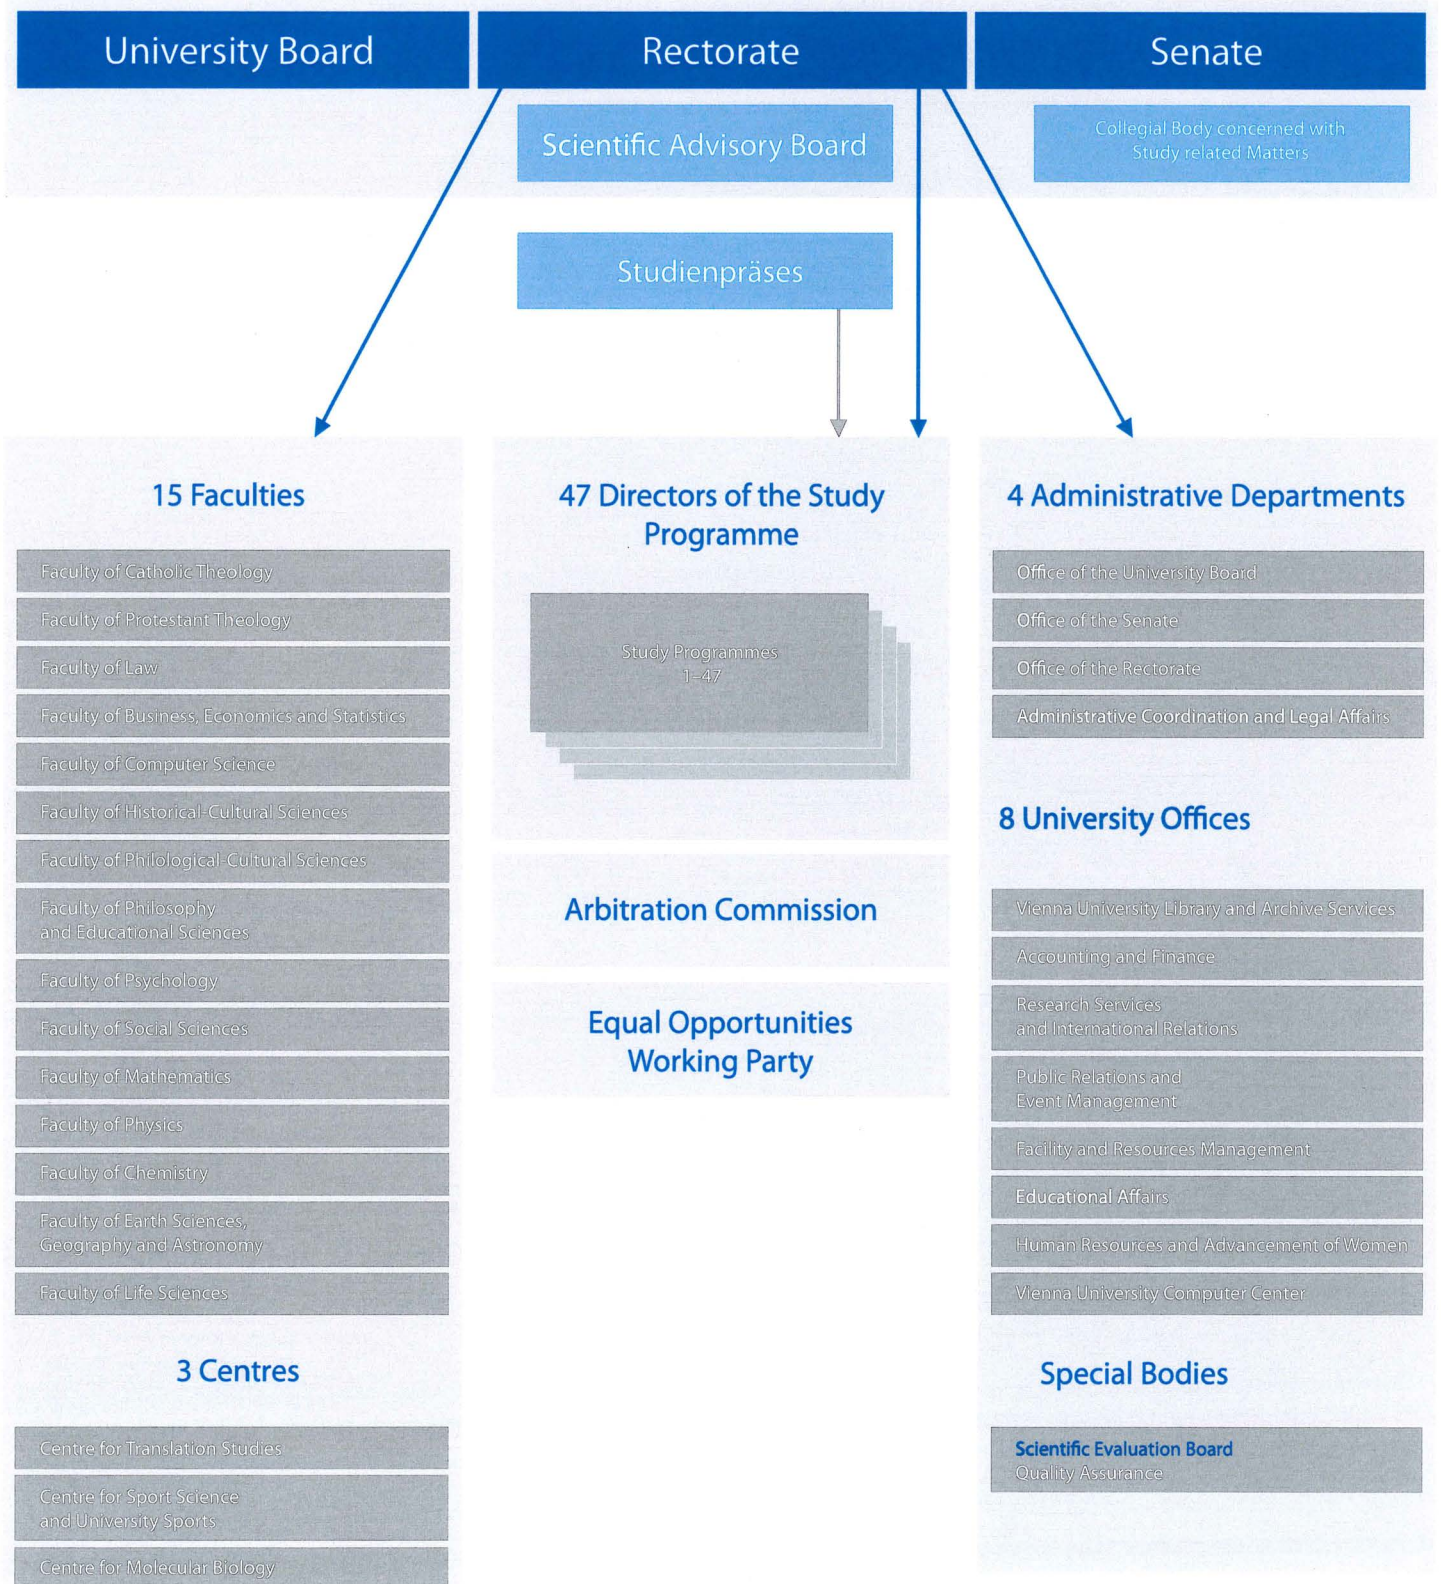 University Board
Rectorate
Senate
Scientific Advisory Board
Collegial Body concerned with
Study related Matters
Studienpräses
15 Faculties
Faculty of Catholic Theology
Faculty of Protestant Theology
Faculty of Law
Faculty of Business, Economics and Statistics
Faculty of Computer Science
Faculty of Historical-Cultural Sciences
Faculty of Philological-Cultural Sciences
Faculty of Philosophy
and Educational Sciences
Faculty of Psychology
Faculty of Social Sciences
Faculty of Mathematics
Faculty of Physics
Faculty of Chemistry
Faculty of Earth Sciences,
Geography and Astronomy
Faculty of Life Sciences
3 Centres
Centre for Translation Studies
Centre for Sport Science
and University Sports
Centre for Molecular Biology
47 Directors of the Study
Programme
Study Programmes
1–47
Arbitration Commission
Equal Opportunities
Working Party
4 Administrative Departments
Office of the University Board
Office of the Senate
Office of the Rectorate
Administrative Coordination and Legal Affairs
8 University Offices
Vienna University Library and Archive Services
Accounting and Finance
Research Services
and International Relations
Public Relations and
Event Management
Facility and Resources Management
Educational Affairs
Human Resources and Advancement of Women
Vienna University Computer Center
Special Bodies
Scientific Evaluation Board
Quality Assurance